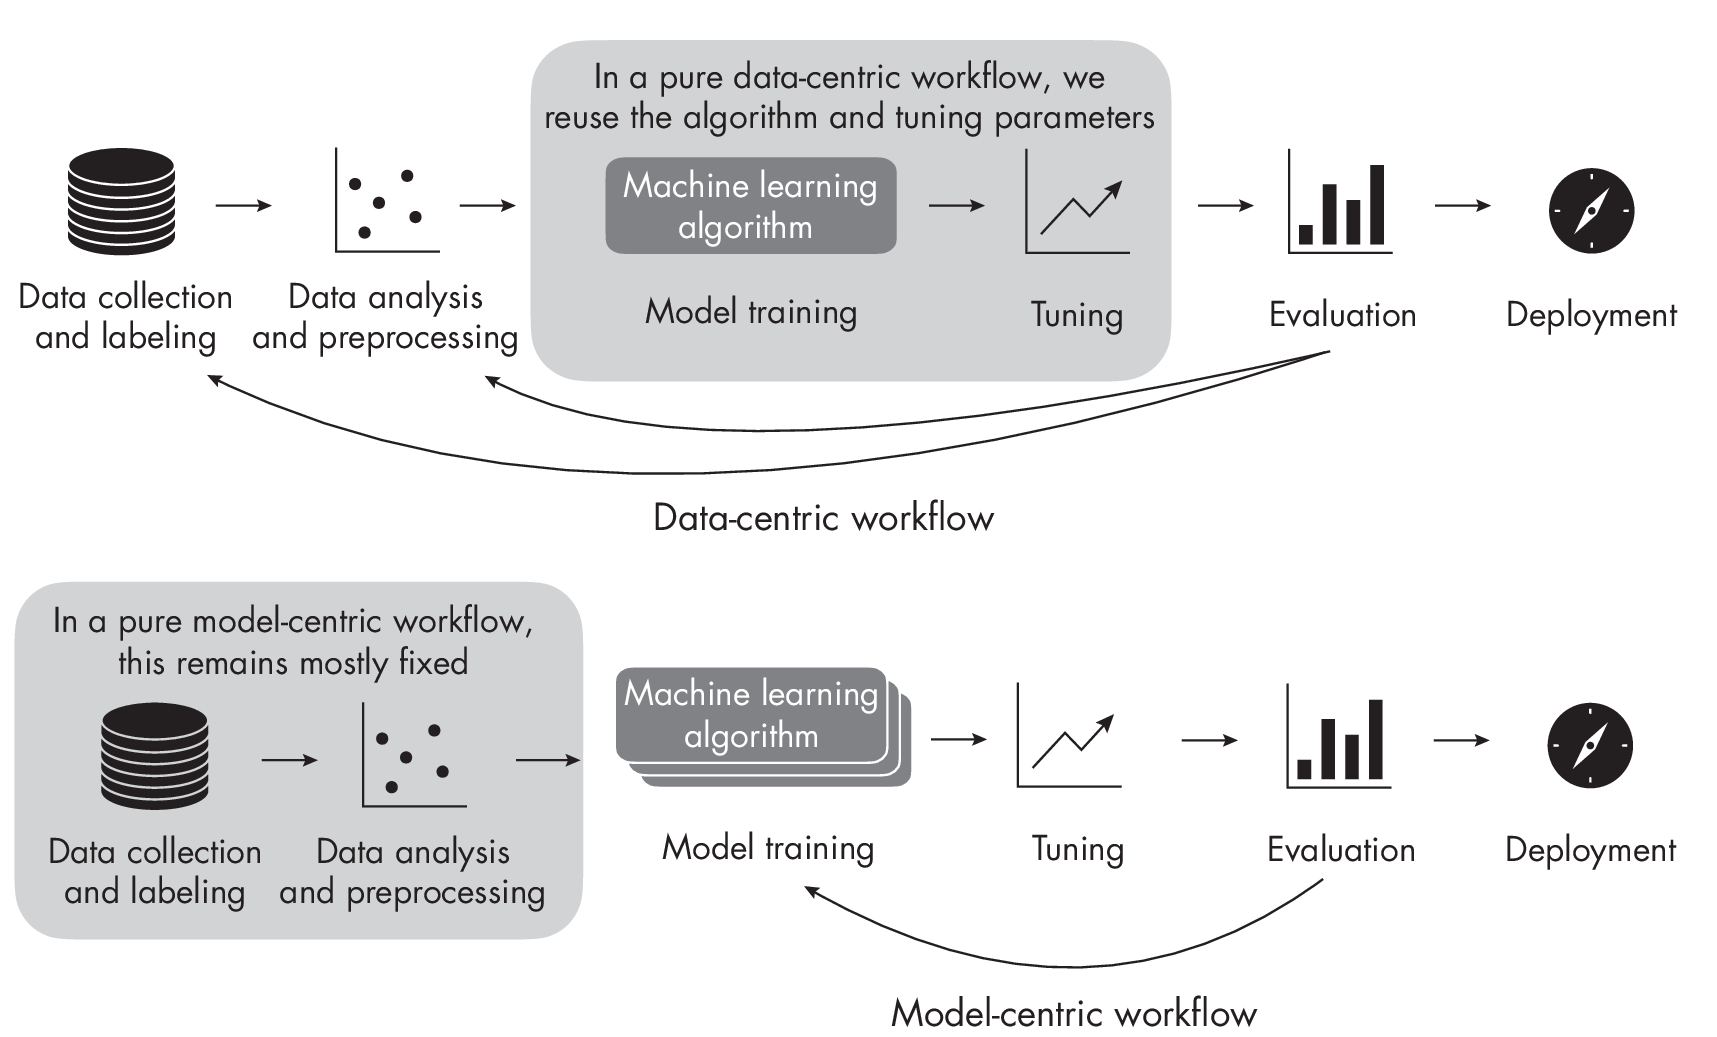 In a pure data-centric workflow, we
reuse the algorithm and tuning parameters
Machine learning
algorithm
Data collection
and labeling
Data analysis
and preprocessing
Model training
Tuning
Evaluation
Deployment
Data-centric workflow
In a pure model-centric workflow,
this remains mostly fixed
Machine learning
algorithm
Data collection
and labeling
Data analysis
and preprocessing
Model training
Tuning
Evaluation
Deployment
Model-centric workflow